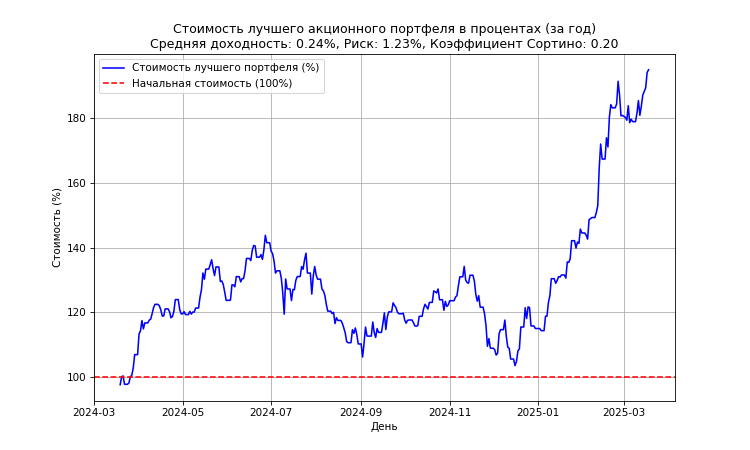 Стоимость лучшего акционного портфеля в процентах (за год)
Средняя доходность: 0.24%, Риск: 1.23%, Коэффициент Сортино: 0.20
Стоимость лучшего портфеля (%)
Начальная стоимость (100%)
Стоимость (%)
180
160
140
120
100
2024-03 2024-05 2024-07 2024-09 2024-11 2025-01 2025-03
День